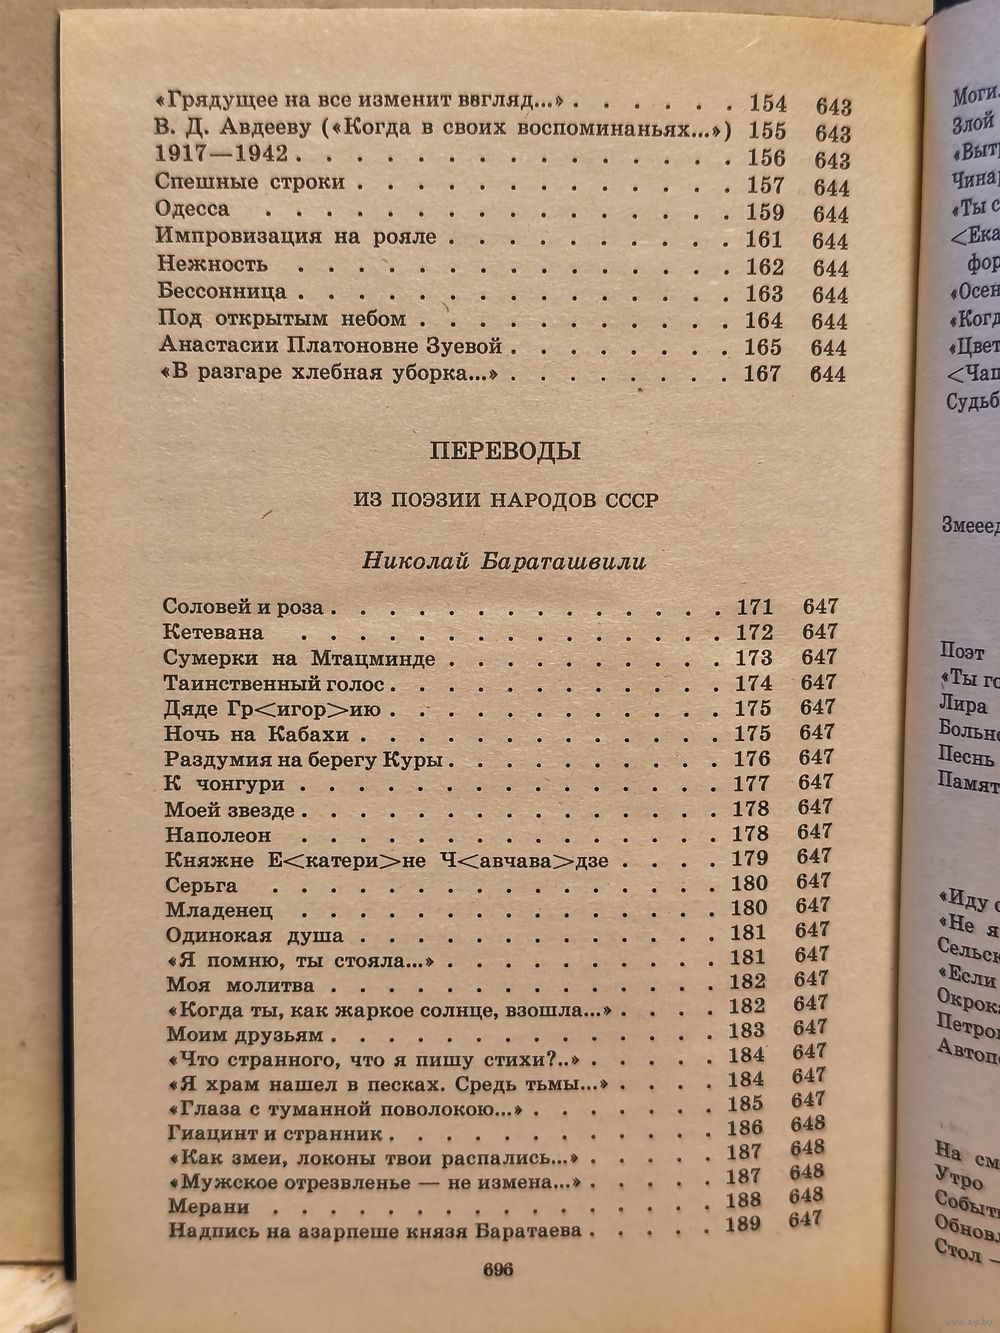 «Грядущее на все изменит взгляд...» . . . . . . 154 643
В. Д. Авдееву («Когда в своих воспоминаньях...») 155 643
1917—1942 . . . . . . . . . . . . . . . 156 643
Спешные строки . . . . . . . . . . . . . 157 644
Одесса . . . . . . . . . . . . . . . . 159 644
Импровизация на рояле . . . . . . . . . . 161 644
Нежность . . . . . . . . . . . . . . . 162 644
Бессонница . . . . . . . . . . . . . . . 163 644
Под открытым небом . . . . . . . . . . . 164 644
Анастасии Платоновне Зуевой . . . . . . . . 165 644
«В разгаре хлебная уборка...» . . . . . . . . 167 644
ПЕРЕВОДЫ
ИЗ ПОЭЗИИ НАРОДОВ СССР
Николай Бараташвили
Соловей и роза . . . . . . . . . . . . . . 171 647
Кетевана . . . . . . . . . . . . . . . 172 647
Сумерки на Мтацминде . . . . . . . . . . 173 647
Таинственный голос . . . . . . . . . . . . 174 647
Дяде Гр<игор>ию . . . . . . . . . . . . 175 647
Ночь на Кабахи . . . . . . . . . . . . . 175 647
Раздумия на берегу Куры . . . . . . . . . . 176 647
К чонгури . . . . . . . . . . . . . . . 177 647
Моей звезде . . . . . . . . . . . . . . . 178 647
Наполеон . . . . . . . . . . . . . . . 178 647
Княжне Е<катери>не Ч<авчава>дзе . . . . 179 647
Серьга . . . . . . . . . . . . . . . . 180 647
Младенец . . . . . . . . . . . . . . . 180 647
Одинокая душа . . . . . . . . . . . . . 181 647
«Я помню, ты стояла...» . . . . . . . . . . 181 647
Моя молитва . . . . . . . . . . . . . . 182 647
«Когда ты, как жаркое солнце, взошла...» . . . . 182 647
Моим друзьям . . . . . . . . . . . . . . 183 647
«Что странного, что я пишу стихи?..» . . . . . 184 647
«Я храм нашел в песках. Средь тьмы...» . . . . 184 647
«Глаза с туманной поволокою...» . . . . . . . 185 647
Гиацинт и странник . . . . . . . . . . . . 186 648
«Как змеи, локоны твои распались...» . . . . . 187 648
«Мужское отрезвленье — не измена...» . . . . . 187 648
Мерани . . . . . . . . . . . . . . . . 188 648
Надпись на азарпеше князя Баратаева . . . . . 189 647
696
Злой
«Ты с
Поэт
Лира
Песнь
«Иду
«Не я
«Если
На
Утро
Стол —
www.ay.by